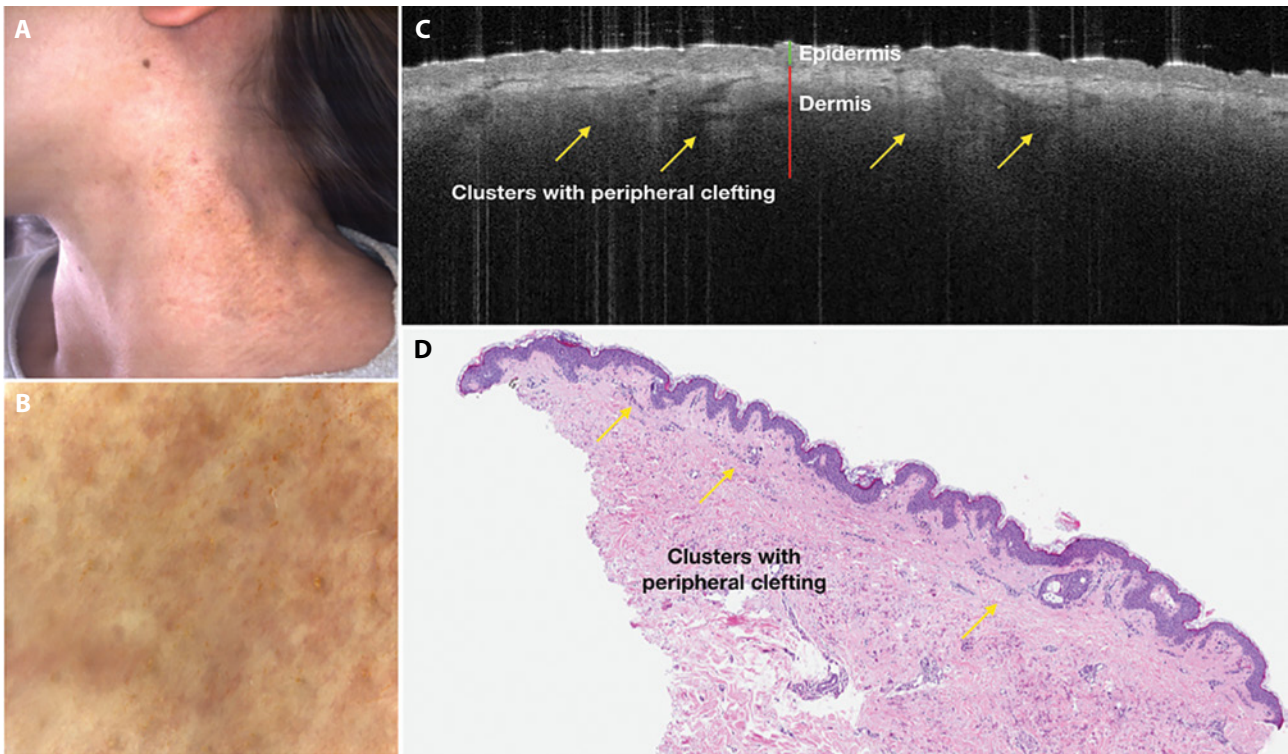 A
B
C
Epidermis
Dermis
Clusters with peripheral clefting
D
Clusters with
peripheral clefting